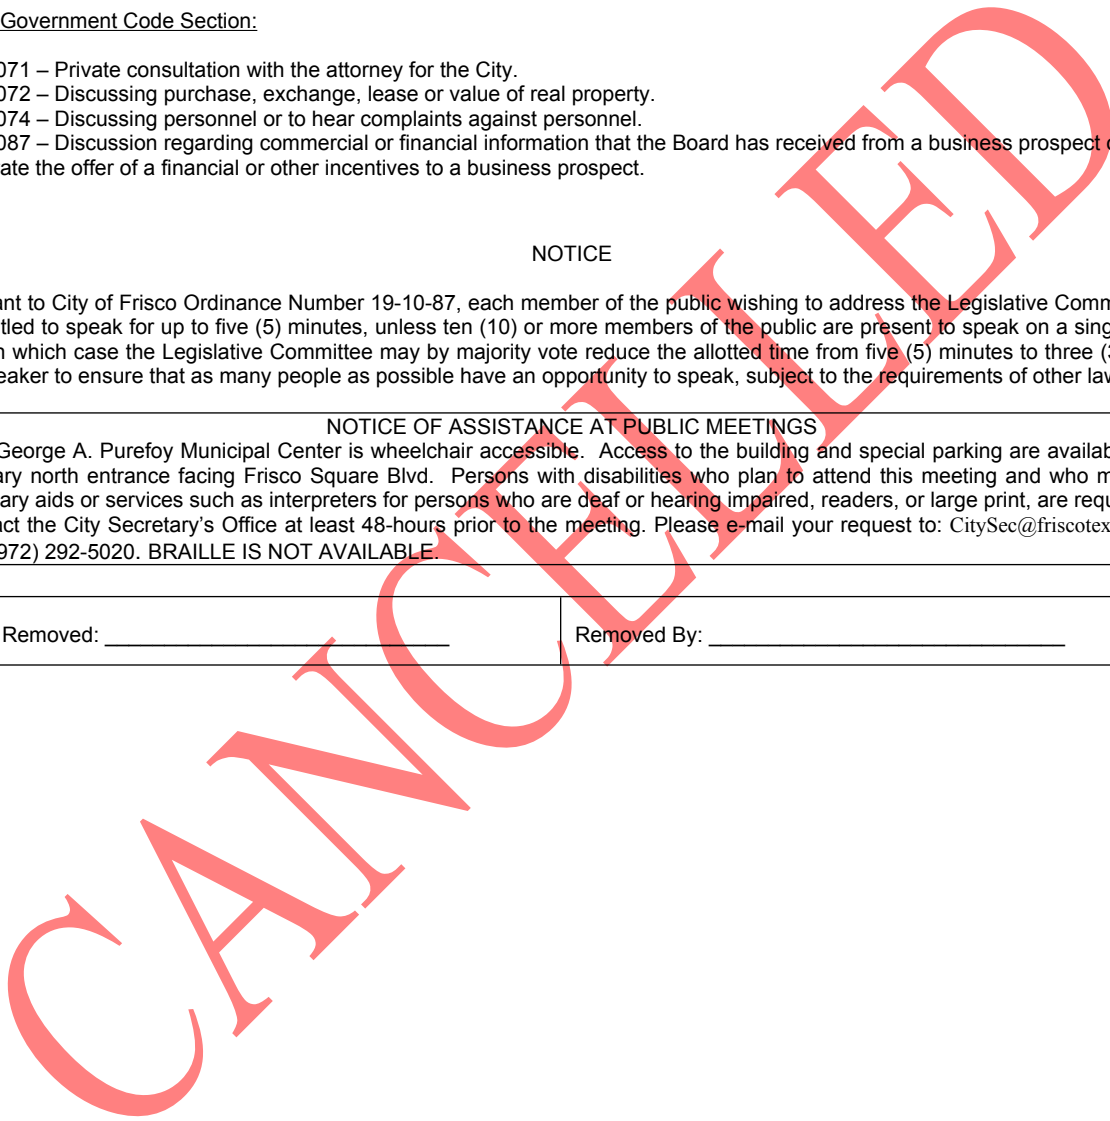 Government Code Section:
071 – Private consultation with the attorney for the City.
072 – Discussing purchase, exchange, lease or value of real property.
074 – Discussing personnel or to hear complaints against personnel.
087 – Discussion regarding commercial or financial information that the Board has received from a business prospect
ate the offer of a financial or other incentives to a business prospect.
NOTICE
ant to City of Frisco Ordinance Number 19-10-87, each member of the public wishing to address the Legislative Comm
tled to speak for up to five (5) minutes, unless ten (10) or more members of the public are present to speak on a sing
n which case the Legislative Committee may by majority vote reduce the allotted time from five (5) minutes to three (3
eaker to ensure that as many people as possible have an opportunity to speak, subject to the requirements of other law
NOTICE OF ASSISTANCE AT PUBLIC MEETINGS
George A. Purefoy Municipal Center is wheelchair accessible. Access to the building and special parking are availab
ary north entrance facing Frisco Square Blvd. Persons with disabilities who plan to attend this meeting and who m
ary aids or services such as interpreters for persons who are deaf or hearing impaired, readers, or large print, are requ
act the City Secretary's Office at least 48-hours prior to the meeting. Please e-mail your request to: CitySec@friscotex
972) 292-5020. BRAILLE IS NOT AVAILABLE.
Removed: ______________________________ Removed By: ______________________________
CANCELLED